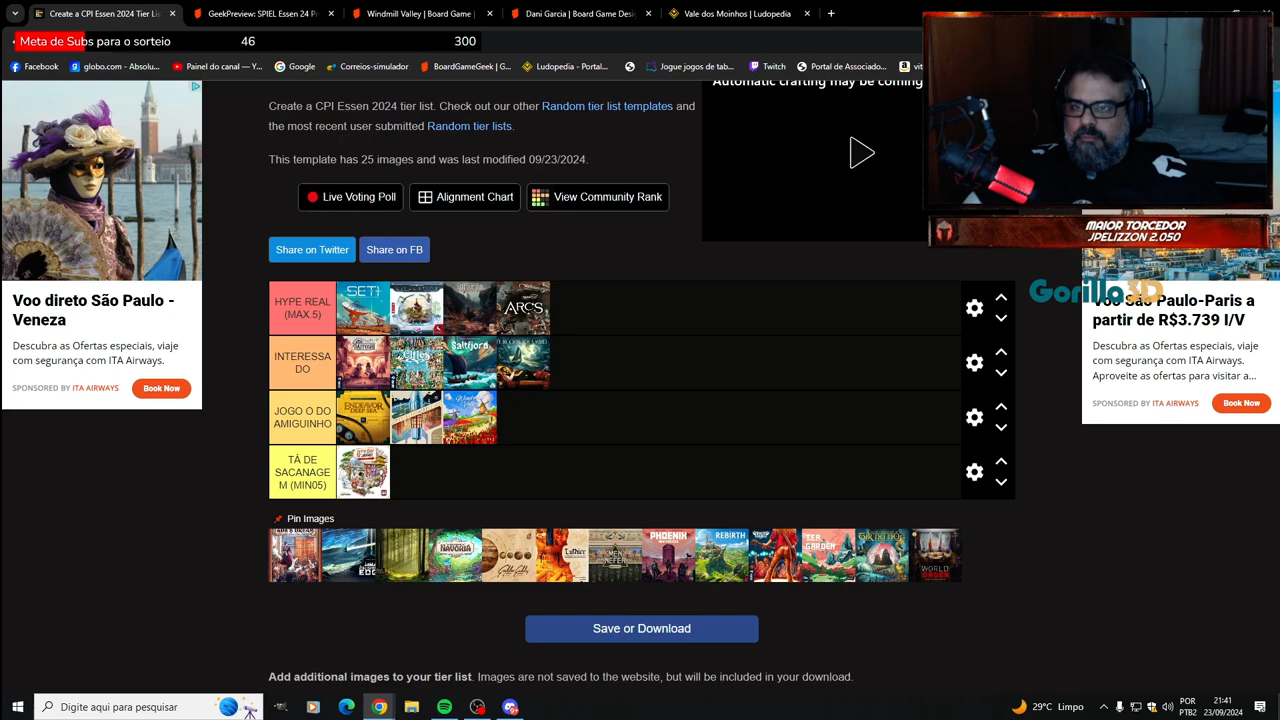 Create a CPI Essen 2024 Tier Lis
GeekPreview: SPIEL Essen 24 Pr
Windmill Valley | Board Game |
Dani Garcia | Board Game Desig
Vale dos Moinhos | Ludopedia
Meta de Subs para o sorteio 46 300
Facebook
globo.com - Absolu...
Painel do canal — Y...
Google
Correios-simulador
BoardGameGeek | G...
Ludopedia - Portal...
Jogue jogos de tab...
Twitch
Portal de Associado...
vit
Automatic crafting may be coming
Create a CPI Essen 2024 tier list. Check out our other Random tier list templates and
the most recent user submitted Random tier lists.
This template has 25 images and was last modified 09/23/2024.
Live Voting Poll
Alignment Chart
View Community Rank
MAIOR TORCEDOR
JPELIZZON 2.050
Share on Twitter
Share on FB
Gorilla3D
Voo direto São Paulo -
Veneza
Descubra as Ofertas especiais, viaje
com segurança com ITA Airways.
SPONSORED BY ITA AIRWAYS
Book Now
HYPE REAL
(MAX.5)
SETI
ARCS
INTERESSA
DO
Cities
Saltfjord
JOGO O DO
AMIGUINHO
ENDEAVOR
DEEP SEA
TÁ DE
SACANAGE
M (MIN05)
Voo São Paulo-Paris a
partir de R$3.739 I/V
Descubra as Ofertas especiais, viaje
com segurança com ITA Airways.
Aproveite as ofertas para visitar a...
SPONSORED BY ITA AIRWAYS
Book Now
Pin Images
NAVORIA
PHOENIX
REBIRTH
TEA
GARDEN
WORLD
ORDER
Save or Download
Add additional images to your tier list. Images are not saved to the website, but will be included in your download.
Digite aqui para pesquisar
29°C Limpo
POR
PTB2
21:41
23/09/2024